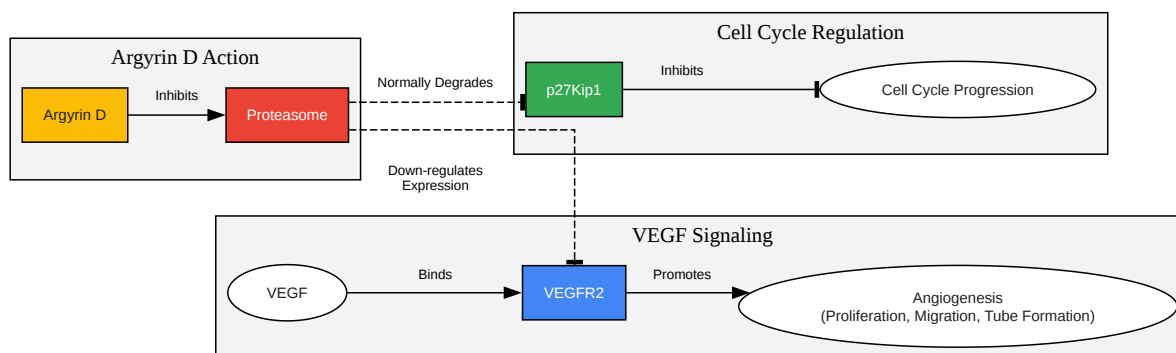 Cell Cycle Regulation
Argyrin D Action
Argyrin D
Inhibits
Proteasome
Normally Degrades
p27Kip1
Inhibits
Cell Cycle Progression
Down-regulates
Expression
VEGF Signaling
VEGF
Binds
VEGFR2
Promotes
Angiogenesis
(Proliferation, Migration, Tube Formation)